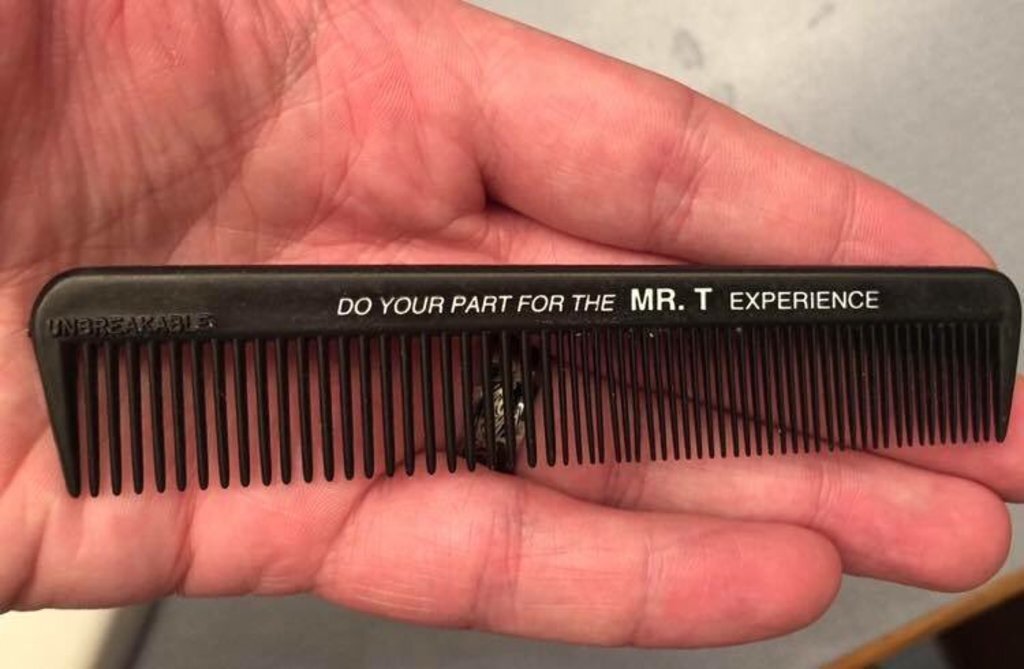 DO YOUR PART FOR THE MR. T EXPERIENCE
UNBREAKABLE